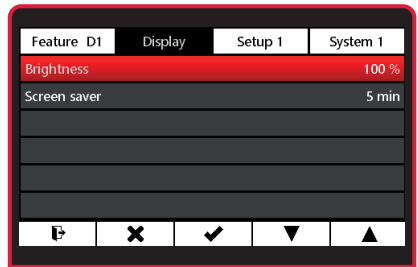 Feature D1 Display Setup 1 System 1
Brightness 100 %
Screen saver 5 min